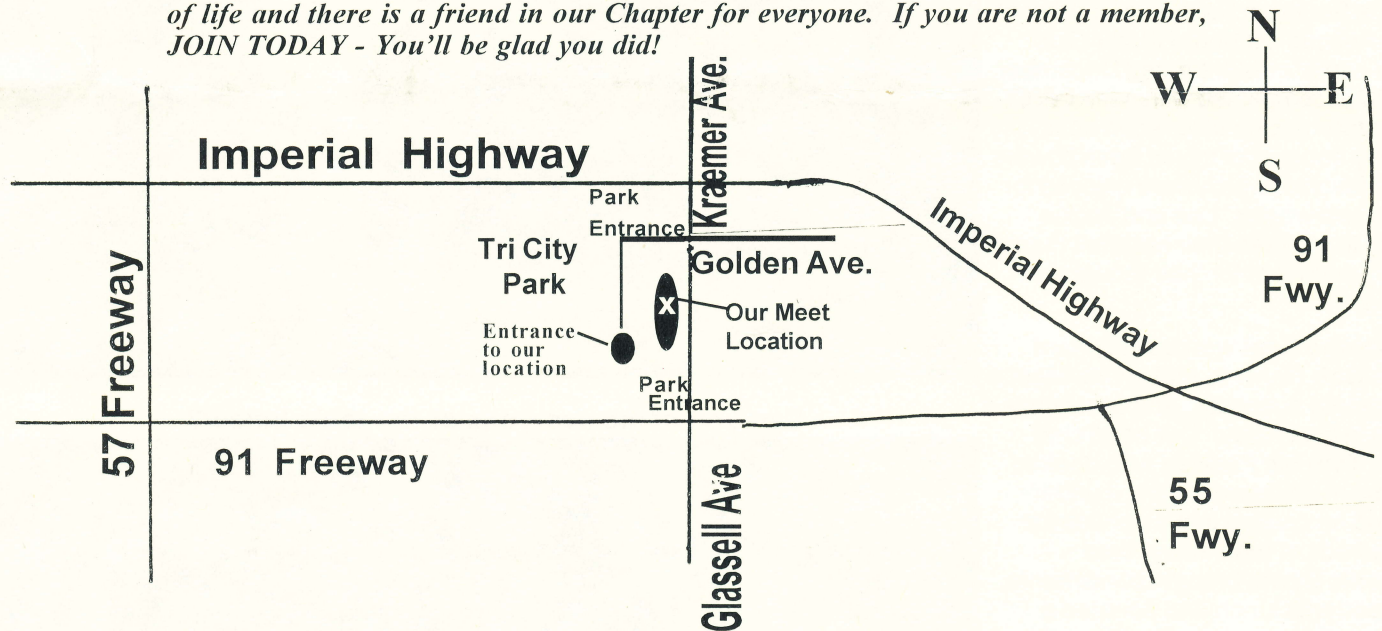 of life and there is a friend in our Chapter for everyone.  If you are not a member,
JOIN TODAY - You'll be glad you did!
N
W E
S
Kraemer Ave.
Imperial Highway
Park
Entrance
Tri City
Park
Golden Ave.
Imperial Highway
91
Fwy.
57 Freeway
X
Our Meet
Location
Entrance
to our
location
Park
Entrance
91 Freeway
Glassell Ave
55
Fwy.